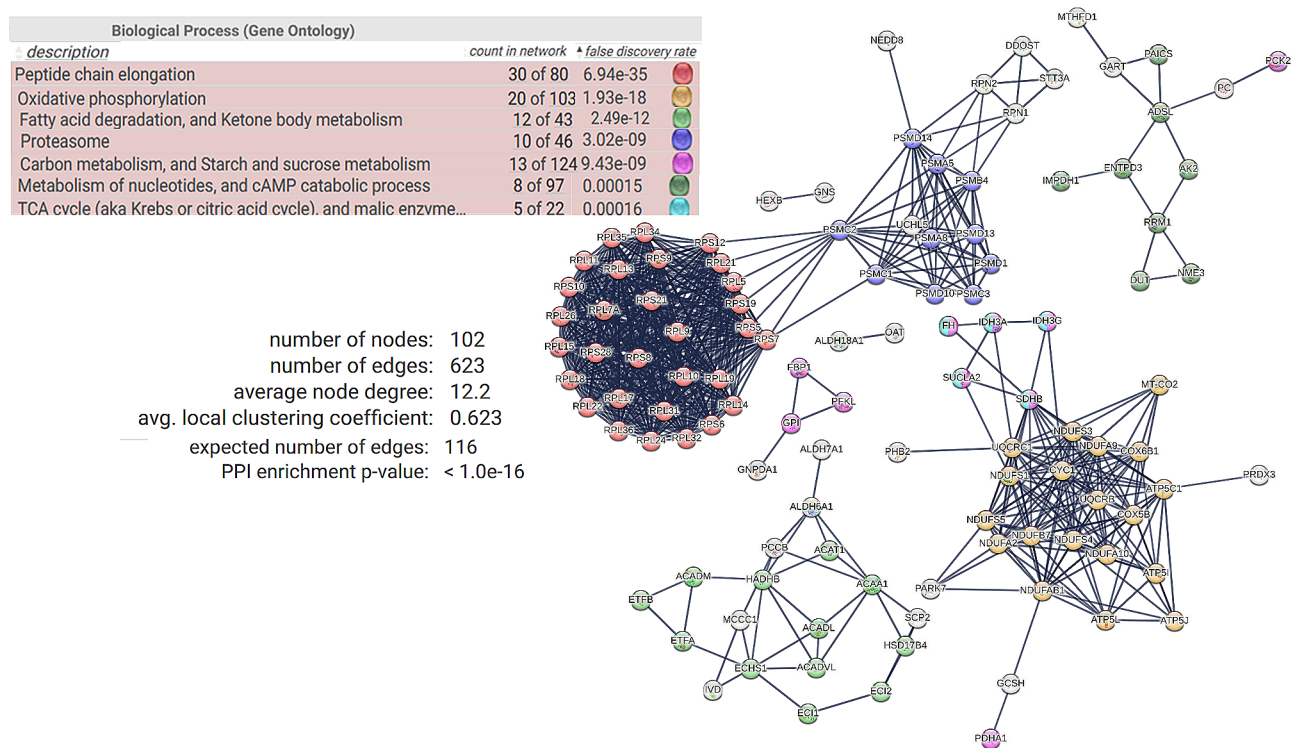 Biological Process (Gene Ontology)
description count in network false discovery rate
Peptide chain elongation 30 of 80 6.94e-35
Oxidative phosphorylation 20 of 103 1.93e-18
Fatty acid degradation, and Ketone body metabolism 12 of 43 2.49e-12
Proteasome 10 of 46 3.02e-09
Carbon metabolism, and Starch and sucrose metabolism 13 of 124 9.43e-09
Metabolism of nucleotides, and cAMP catabolic process 8 of 97 0.00015
TCA cycle (aka Krebs or citric acid cycle), and malic enzyme... 5 of 22 0.00016
number of nodes: 102
number of edges: 623
average node degree: 12.2
avg. local clustering coefficient: 0.623
expected number of edges: 116
PPI enrichment p-value: < 1.0e-16
MTHFD1
NEDD8
DDOST
GART
PAICS
PCK2
RPN2
STT3A
PC
RPN1
ADSL
PSMD14
PSMA5
PSMB4
IMPDH1
ENTPD3
AK2
HEXB
GNS
PSMC2
UCHL5
PSMA8
PSMD13
RRM1
PSMD1
PSMC1
PSMD10
PSMC3
DUT
NME3
RPL35
RPL34
RPS12
RPL11
RPL13
RPS9
RPL21
RPS10
RPL5
RPL26
RPL7A
RPS21
RPS19
RPL9
RPS5
RPS7
RPL15
RPS28
RPS8
RPL18
RPL10
RPL19
RPL22
RPL17
RPL31
RPL14
RPL36
RPL24
RPL32
RPS6
ALDH18A1
OAT
FH
IDH3A
IDH3G
FBP1
PFKL
GPI
GNPDA1
SUCLA2
SDHB
MT-CO2
PHB2
UQCRC1
NDUFS3
NDUFA9
COX6B1
NDUFS1
CYC1
ATP5C1
PRDX3
UQCRB
COX5B
NDUFS5
NDUFA2
NDUFB7
NDUFS4
NDUFA10
ATP5I
PARK7
NDUFAB1
ATP5L
ATP5J
GCSH
PDHA1
ALDH7A1
ALDH6A1
PCCB
ACAT1
ACADM
HADHB
ACAA1
ETFB
MCCC1
SCP2
ACADL
ETFA
HSD17B4
ECHS1
ACADVL
IVD
ECI2
ECI1